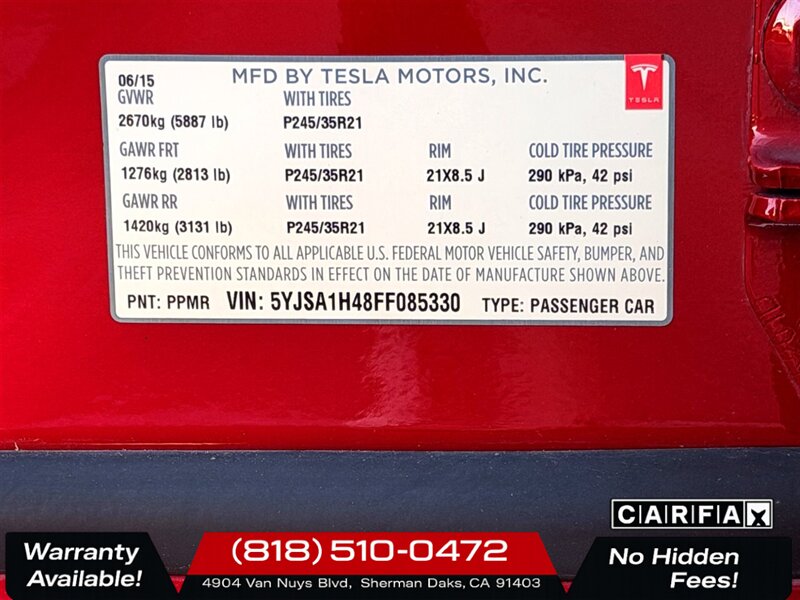 06/15 MFD BY TESLA MOTORS, INC.
TESLA
GVWR WITH TIRES
2670kg (5887 lb) P245/35R21
GAWR FRT WITH TIRES RIM COLD TIRE PRESSURE
1276kg (2813 lb) P245/35R21 21X8.5 J 290 kPa, 42 psi
GAWR RR WITH TIRES RIM COLD TIRE PRESSURE
1420kg (3131 lb) P245/35R21 21X8.5 J 290 kPa, 42 psi
THIS VEHICLE CONFORMS TO ALL APPLICABLE U.S. FEDERAL MOTOR VEHICLE SAFETY, BUMPER, AND
THEFT PREVENTION STANDARDS IN EFFECT ON THE DATE OF MANUFACTURE SHOWN ABOVE.
PNT: PPMR VIN: 5YJSA1H48FF085330 TYPE: PASSENGER CAR
CARFAX
Warranty
Available!
(818) 510-0472
4904 Van Nuys Blvd, Sherman Daks, CA 91403
No Hidden
Fees!